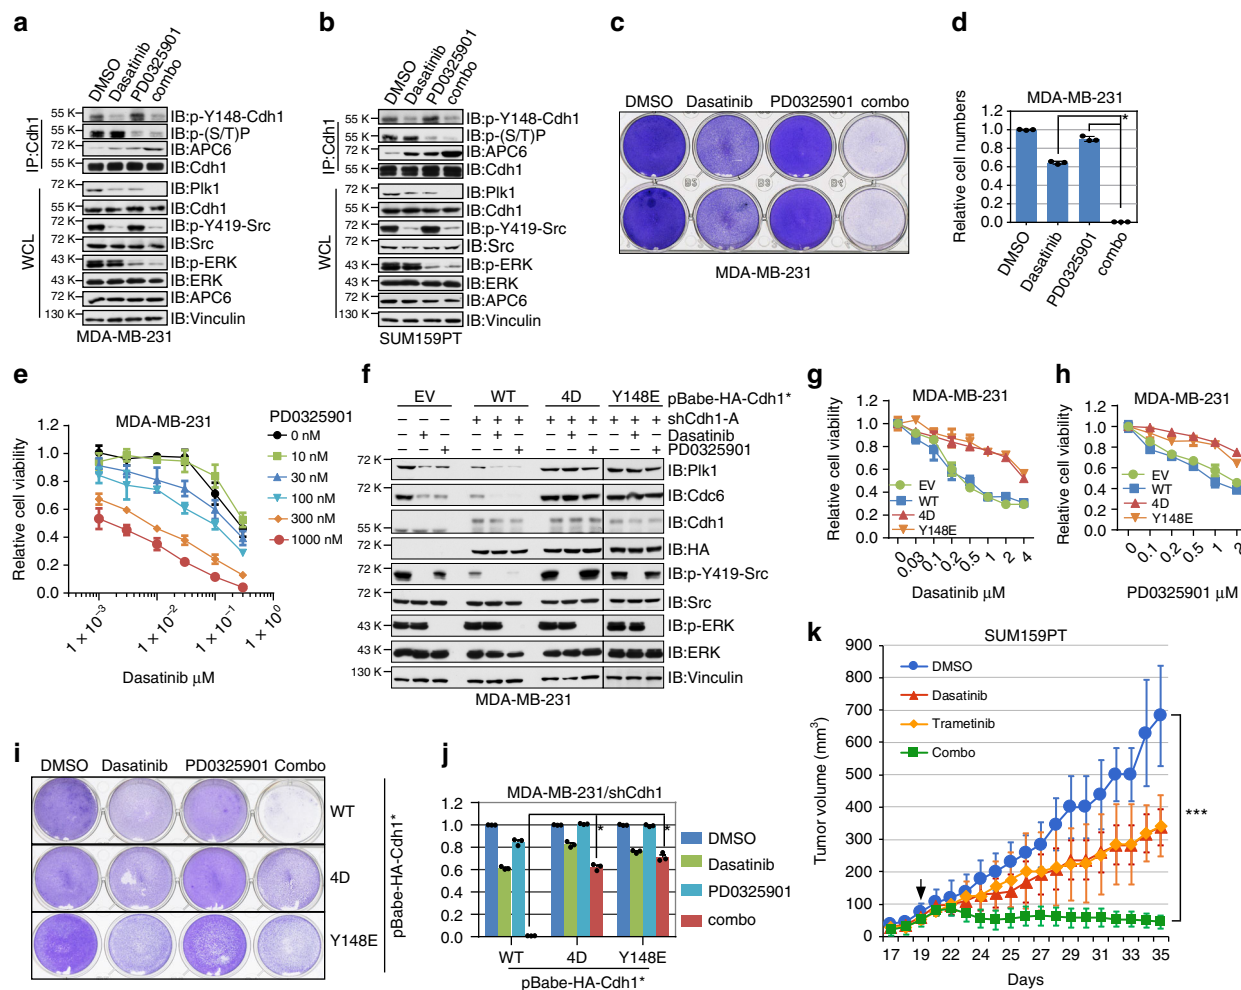 a
DMSO
Dasatinib
PD0325901
combo
IP:Cdh1
55 K
IB:p-Y148-Cdh1
55 K
IB:p-(S/T)P
72 K
IB:APC6
55 K
IB:Cdh1
WCL
72 K
IB:Plk1
55 K
IB:Cdh1
55 K
IB:p-Y419-Src
55 K
IB:Src
43 K
IB:p-ERK
43 K
IB:ERK
72 K
IB:APC6
130 K
IB:Vinculin
MDA-MB-231
b
DMSO
Dasatinib
PD0325901
combo
IP:Cdh1
55 K
IB:p-Y148-Cdh1
55 K
IB:p-(S/T)P
72 K
IB:APC6
55 K
IB:Cdh1
WCL
72 K
IB:Plk1
55 K
IB:Cdh1
72 K
IB:p-Y419-Src
55 K
IB:Src
43 K
IB:p-ERK
43 K
IB:ERK
72 K
IB:APC6
130 K
IB:Vinculin
SUM159PT
c
DMSO Dasatinib PD0325901 combo
MDA-MB-231
d
MDA-MB-231
Relative cell numbers
1.0
0.8
0.6
0.4
0.2
0.0
*
DMSO
Dasatinib
PD0325901
combo
e
MDA-MB-231
Relative cell viability
1.2
1.0
0.8
0.6
0.4
0.2
0.0
1 × 10⁻³
1 × 10⁻²
1 × 10⁻¹
1 × 10⁰
Dasatinib μM
PD0325901
0 nM
10 nM
30 nM
100 nM
300 nM
1000 nM
f
EV WT 4D Y148E pBabe-HA-Cdh1*
– – – + + + + + + + + + shCdh1-A
– + – – + – – + – – + – Dasatinib
– – + – – + – – + – – + PD0325901
72 K
IB:Plk1
72 K
IB:Cdc6
55 K
IB:Cdh1
72 K
IB:HA
72 K
IB:p-Y419-Src
72 K
IB:Src
43 K
IB:p-ERK
43 K
IB:ERK
130 K
IB:Vinculin
MDA-MB-231
g
MDA-MB-231
Relative cell viability
1.2
1.0
0.8
0.6
0.4
0.2
0.0
EV
WT
4D
Y148E
0 0.03 0.1 0.2 0.5 1 2 4
Dasatinib μM
h
MDA-MB-231
Relative cell viability
1.2
1.0
0.8
0.6
0.4
0.2
0.0
EV
WT
4D
Y148E
0 0.1 0.2 0.5 1 2
PD0325901 μM
i
DMSO Dasatinib PD0325901 Combo
WT
4D
Y148E
pBabe-HA-Cdh1*
j
MDA-MB-231/shCdh1
1.2
1.0
0.8
0.6
0.4
0.2
0.0
* *
WT 4D Y148E
pBabe-HA-Cdh1*
DMSO
Dasatinib
PD0325901
combo
k
SUM159PT
Tumor volume (mm³)
900
800
700
600
500
400
300
200
100
0
DMSO
Dasatinib
Trametinib
Combo
***
17 19 21 23 25 27 29 31 33 35
Days